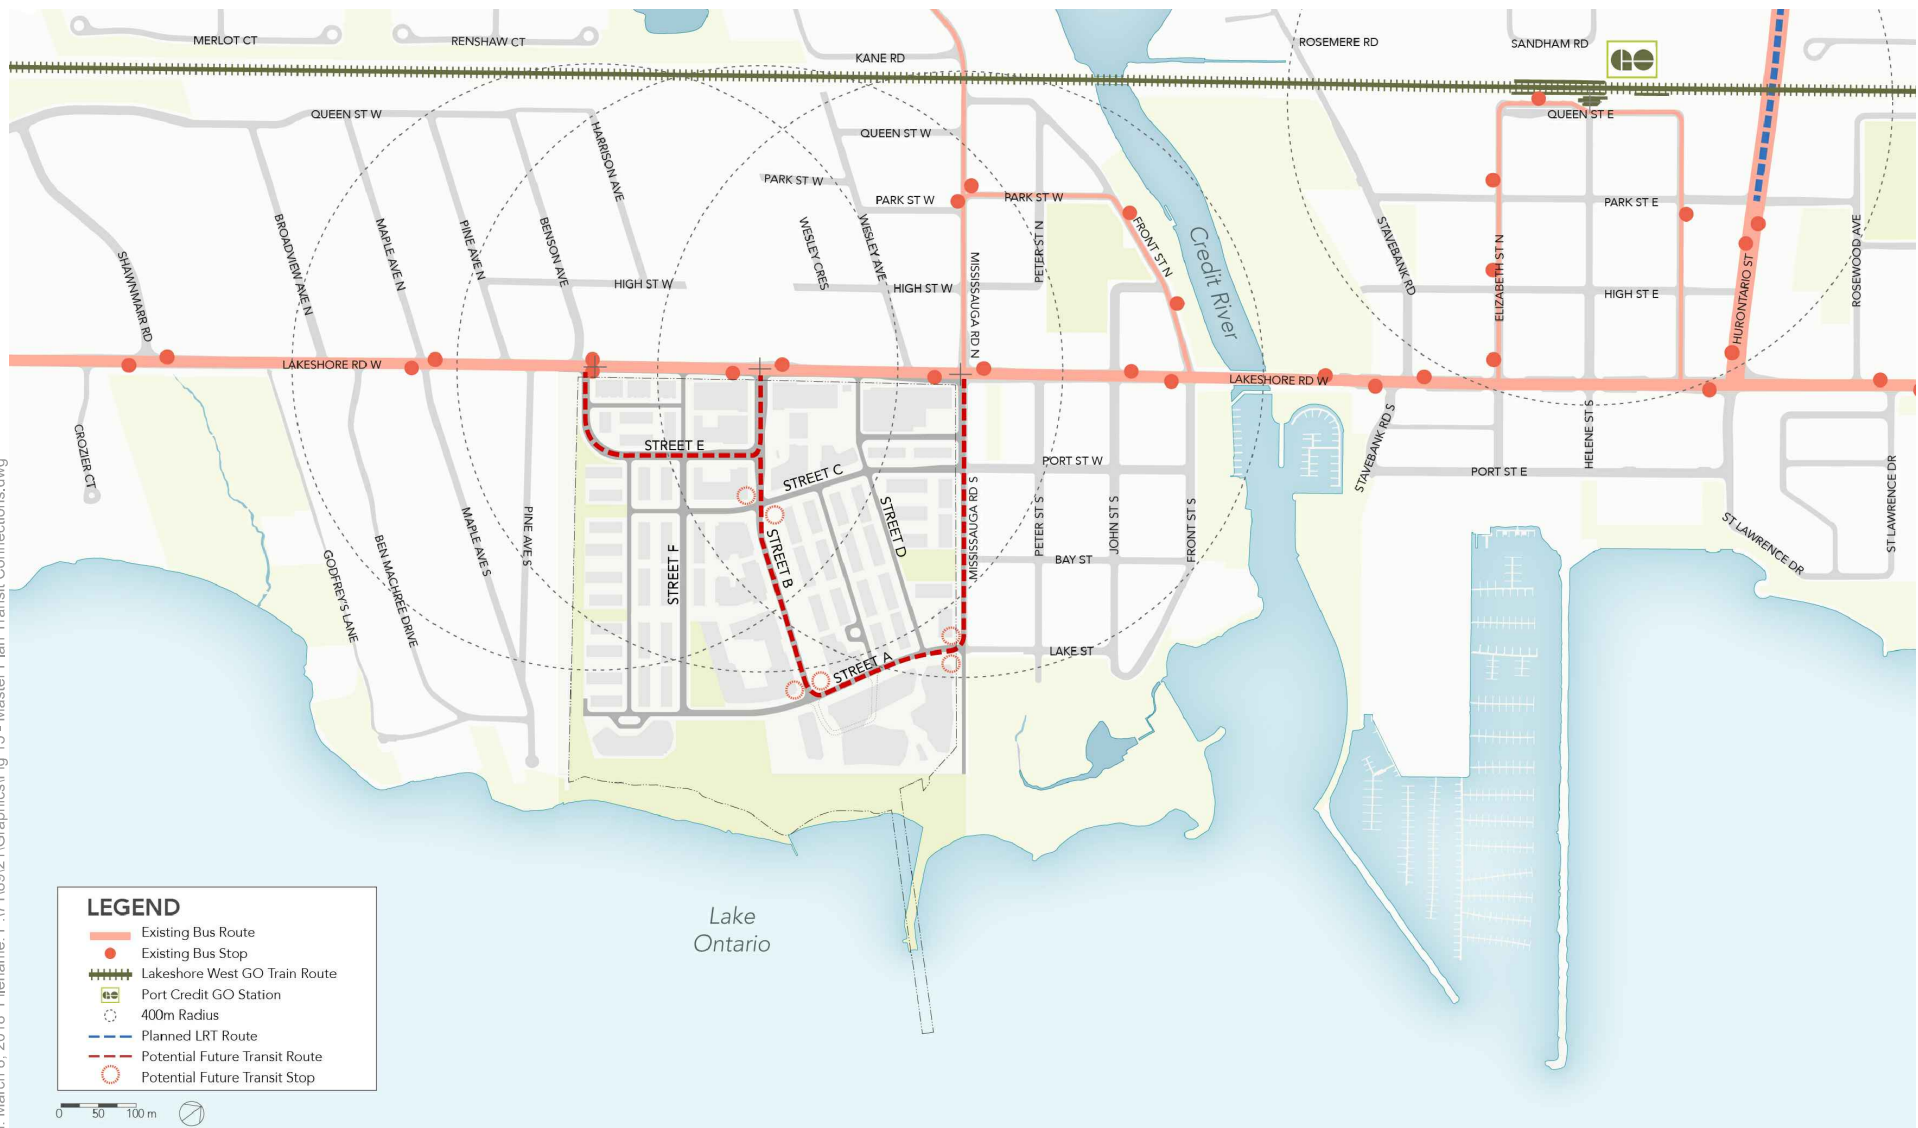 MERLOT CT
RENSHAW CT
KANE RD
ROSEMERE RD
SANDHAM RD
QUEEN ST W
HARRISON AVE
QUEEN ST W
QUEEN ST E
PARK ST W
PARK ST W
PARK ST W
PARK ST E
SHAWNMARR RD
BROADVIEW AVE N
MAPLE AVE N
PINE AVE N
BENSON AVE
WESLEY CRES
WESLEY AVE
MISSISSAUGA RD N
PETER ST N
FRONT ST N
Credit River
STAVEBANK RD
ELIZABETH ST N
HURONTARIO ST
ROSEWOOD AVE
HIGH ST W
HIGH ST W
HIGH ST E
LAKESHORE RD W
LAKESHORE RD W
CROZIER CT
STREET E
STREET C
PORT ST W
PORT ST E
STAVEBANK RD S
HELENE ST S
ST LAWRENCE DR
ST LAWRENCE DR
GODFREY'S LANE
BEN MACHREE DRIVE
MAPLE AVE S
PINE AVE S
STREET F
STREET B
STREET D
MISSISSAUGA RD S
PETER ST S
JOHN ST S
FRONT ST S
BAY ST
STREET A
LAKE ST
Lake
Ontario
LEGEND
Existing Bus Route
Existing Bus Stop
Lakeshore West GO Train Route
Port Credit GO Station
400m Radius
Planned LRT Route
Potential Future Transit Route
Potential Future Transit Stop
0 50 100 m